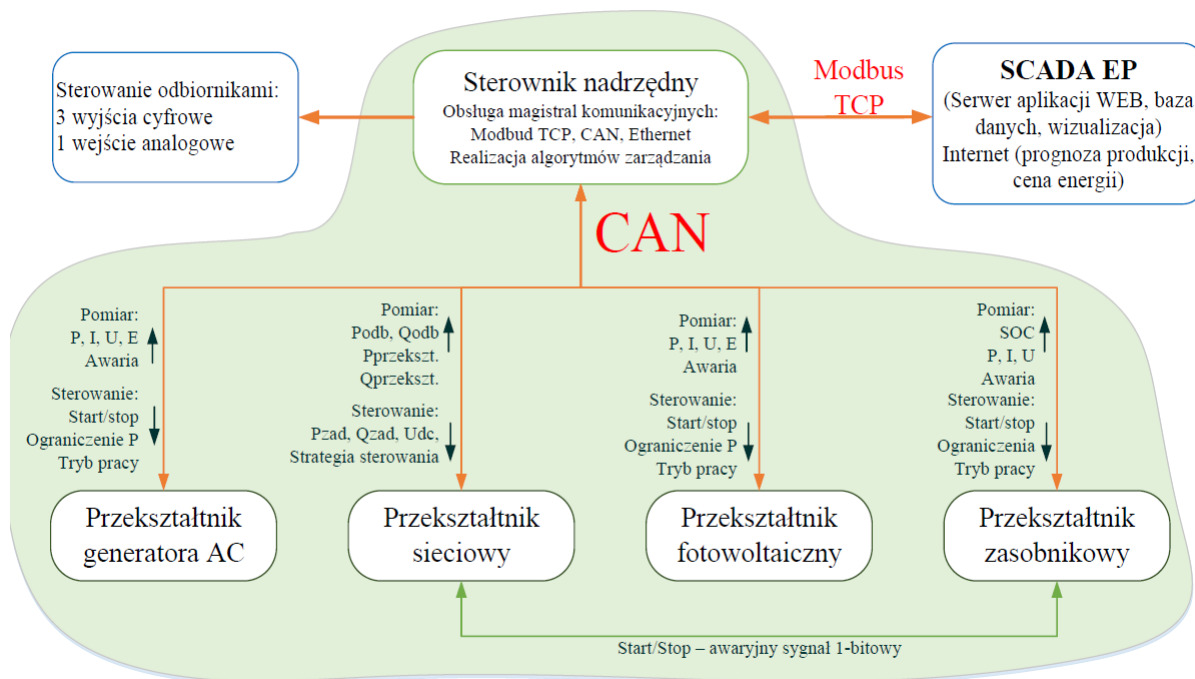 Sterowanie odbiornikami:
3 wyjścia cyfrowe
1 wejście analogowe
Sterownik nadrzędny
Obsługa magistral komunikacyjnych:
Modbud TCP, CAN, Ethernet
Realizacja algorytmów zarządzania
Modbus
TCP
SCADA EP
(Serwer aplikacji WEB, baza
danych, wizualizacja)
Internet (prognoza produkcji,
cena energii)
CAN
Pomiar:
P, I, U, E
Awaria
Sterowanie:
Start/stop
Ograniczenie P
Tryb pracy
Pomiar:
Podb, Qodb
Pprzekszt.
Qprzekszt.
Sterowanie:
Pzad, Qzad, Udc,
Strategia sterowania
Pomiar:
P, I, U, E
Awaria
Sterowanie:
Start/stop
Ograniczenie P
Tryb pracy
Pomiar:
SOC
P, I, U
Awaria
Sterowanie:
Start/stop
Ograniczenia
Tryb pracy
Przekształtnik
generatora AC
Przekształtnik
sieciowy
Przekształtnik
fotowoltaiczny
Przekształtnik
zasobnikowy
Start/Stop – awaryjny sygnał 1-bitowy